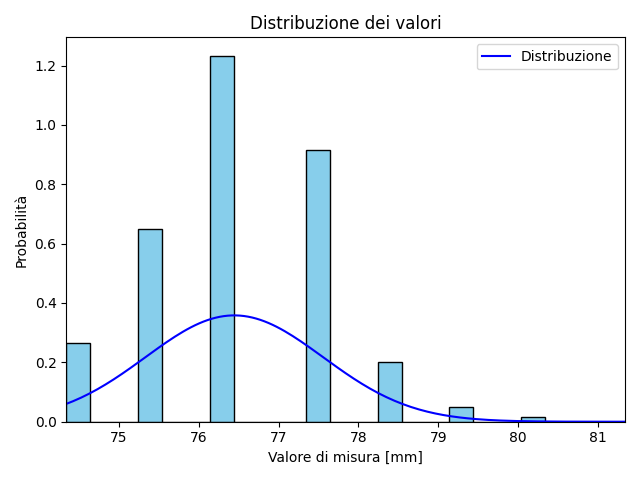 Distribuzione dei valori
Distribuzione
1.2
1.0
0.8
0.6
0.4
0.2
0.0
Probabilità
75 76 77 78 79 80 81
Valore di misura [mm]